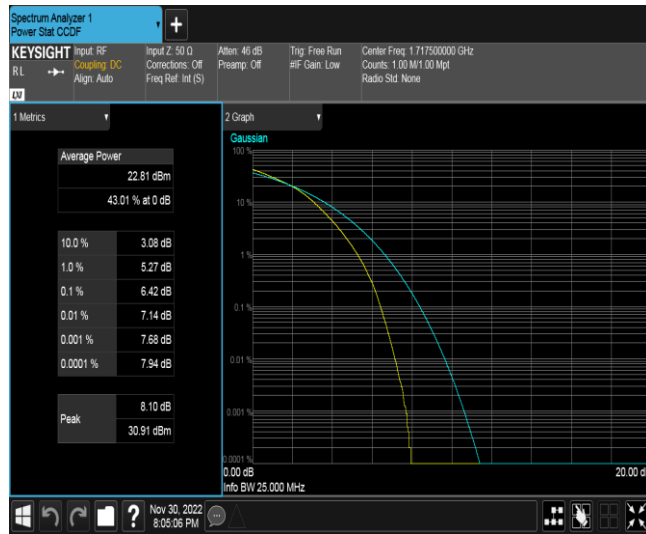 Spectrum Analyzer 1
Power Stat CCDF
+
KEYSIGHT
RL
LXI
Input: RF
Coupling: DC
Align: Auto
Input Z: 50 Ω
Corrections: Off
Freq Ref: Int (S)
Atten: 46 dB
Preamp: Off
Trig: Free Run
#IF Gain: Low
Center Freq: 1.717500000 GHz
Counts: 1.00 M/1.00 Mpt
Radio Std: None
1 Metrics
Average Power
22.81 dBm
43.01 % at 0 dB
10.0 % 3.08 dB
1.0 % 5.27 dB
0.1 % 6.42 dB
0.01 % 7.14 dB
0.001 % 7.68 dB
0.0001 % 7.94 dB
Peak
8.10 dB
30.91 dBm
2 Graph
Gaussian
100 %
10 %
1 %
0.1 %
0.01 %
0.001 %
0.0001 %
0.00 dB
20.00 d
Info BW 25.000 MHz
?
Nov 30, 2022
8:05:06 PM